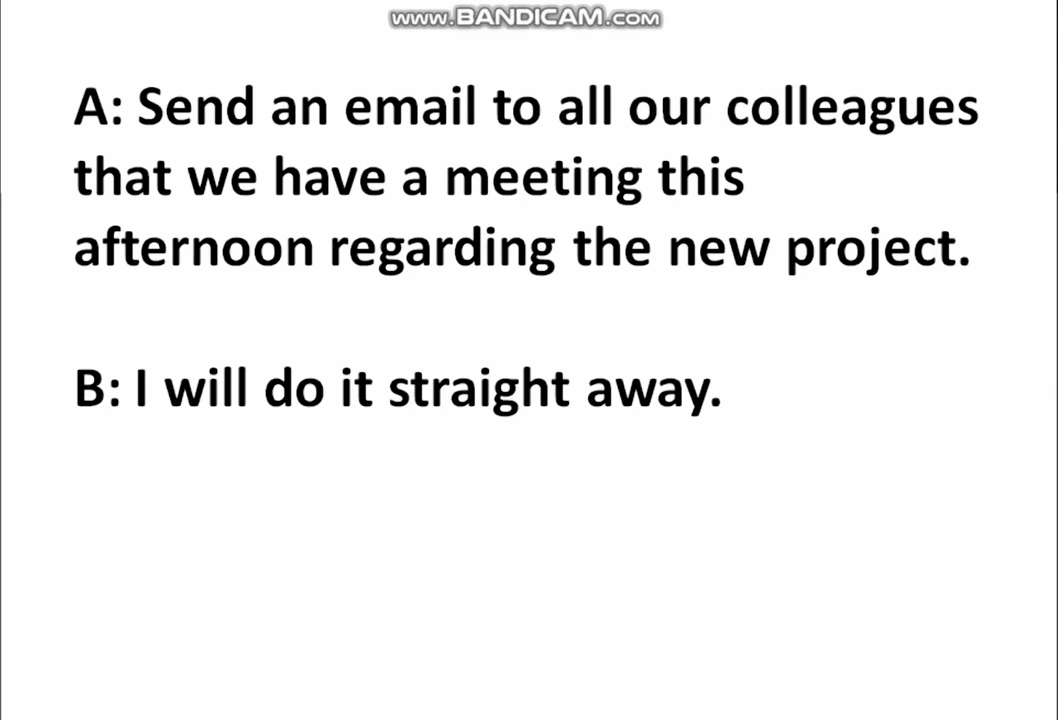 www.BANDICAM.com
A: Send an email to all our colleagues
that we have a meeting this
afternoon regarding the new project.
B: I will do it straight away.